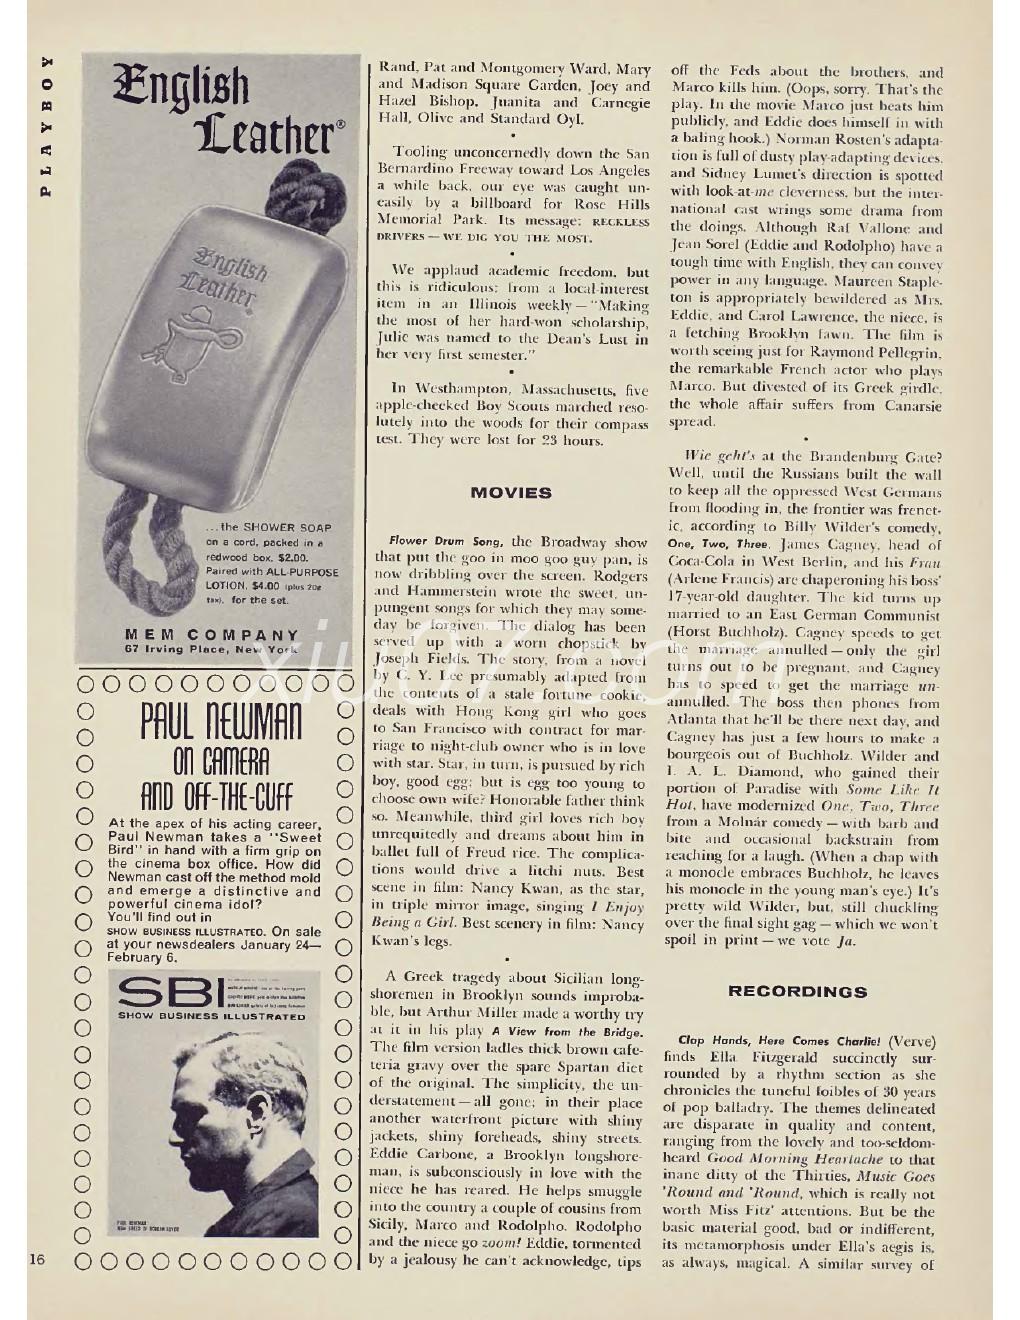 PLAYBOY
English
Leather®
English
Leather®
...the SHOWER SOAP
on a cord, packed in a
redwood box. $2.00.
Paired with ALL-PURPOSE
LOTION, $4.00 (plus 20¢
tax), for the set.
MEM COMPANY
67 Irving Place, New York
PAUL NEWMAN
ON CAMERA
AND OFF-THE-CUFF
At the apex of his acting career,
Paul Newman takes a "Sweet
Bird" in hand with a firm grip on
the cinema box office. How did
Newman cast off the method mold
and emerge a distinctive and
powerful cinema idol?
You'll find out in
SHOW BUSINESS ILLUSTRATED. On sale
at your newsdealers January 24—
February 6.
SBI
SHOW BUSINESS ILLUSTRATED
PAUL NEWMAN
16
Rand, Pat and Montgomery Ward, Mary
and Madison Square Garden, Joey and
Hazel Bishop, Juanita and Carnegie
Hall, Olive and Standard Oyl.
•
Tooling unconcernedly down the San
Bernardino Freeway toward Los Angeles
a while back, our eye was caught un-
easily by a billboard for Rose Hills
Memorial Park. Its message: RECKLESS
DRIVERS — WE DIG YOU THE MOST.
•
We applaud academic freedom, but
this is ridiculous: from a local-interest
item in an Illinois weekly — "Making
the most of her hard-won scholarship,
Julie was named to the Dean's Lust in
her very first semester."
•
In Westhampton, Massachusetts, five
apple-cheeked Boy Scouts marched reso-
lutely into the woods for their compass
test. They were lost for 23 hours.
MOVIES
Flower Drum Song, the Broadway show
that put the goo in moo goo guy pan, is
now dribbling over the screen. Rodgers
and Hammerstein wrote the sweet, un-
pungent songs for which they may some-
day be forgiven. The dialog has been
served up with a worn chopstick by
Joseph Fields. The story, from a novel
by C. Y. Lee presumably adapted from
the contents of a stale fortune cookie,
deals with Hong Kong girl who goes
to San Francisco with contract for mar-
riage to night-club owner who is in love
with star. Star, in turn, is pursued by rich
boy, good egg; but is egg too young to
choose own wife? Honorable father think
so. Meanwhile, third girl loves rich boy
unrequitedly and dreams about him in
ballet full of Freud rice. The complica-
tions would drive a litchi nuts. Best
scene in film: Nancy Kwan, as the star,
in triple mirror image, singing I Enjoy
Being a Girl. Best scenery in film: Nancy
Kwan's legs.
•
A Greek tragedy about Sicilian long-
shoremen in Brooklyn sounds improba-
ble, but Arthur Miller made a worthy try
at it in his play A View from the Bridge.
The film version ladles thick brown cafe-
teria gravy over the spare Spartan diet
of the original. The simplicity, the un-
derstatement — all gone; in their place
another waterfront picture with shiny
jackets, shiny foreheads, shiny streets.
Eddie Carbone, a Brooklyn longshore-
man, is subconsciously in love with the
niece he has reared. He helps smuggle
into the country a couple of cousins from
Sicily, Marco and Rodolpho. Rodolpho
and the niece go zoom! Eddie, tormented
by a jealousy he can't acknowledge, tips
off the Feds about the brothers, and
Marco kills him. (Oops, sorry. That's the
play. In the movie Marco just beats him
publicly, and Eddie does himself in with
a baling hook.) Norman Rosten's adapta-
tion is full of dusty play-adapting devices,
and Sidney Lumet's direction is spotted
with look-at-me cleverness, but the inter-
national cast wrings some drama from
the doings. Although Raf Vallone and
Jean Sorel (Eddie and Rodolpho) have a
tough time with English, they can convey
power in any language. Maureen Staple-
ton is appropriately bewildered as Mrs.
Eddie, and Carol Lawrence, the niece, is
a fetching Brooklyn fawn. The film is
worth seeing just for Raymond Pellegrin,
the remarkable French actor who plays
Marco. But divested of its Greek girdle,
the whole affair suffers from Canarsie
spread.
•
Wie geht's at the Brandenburg Gate?
Well, until the Russians built the wall
to keep all the oppressed West Germans
from flooding in, the frontier was frenet-
ic, according to Billy Wilder's comedy,
One, Two, Three. James Cagney, head of
Coca-Cola in West Berlin, and his Frau
(Arlene Francis) are chaperoning his boss'
17-year-old daughter. The kid turns up
married to an East German Communist
(Horst Buchholz). Cagney speeds to get
the marriage annulled — only the girl
turns out to be pregnant, and Cagney
has to speed to get the marriage un-
annulled. The boss then phones from
Atlanta that he'll be there next day, and
Cagney has just a few hours to make a
bourgeois out of Buchholz. Wilder and
I. A. L. Diamond, who gained their
portion of Paradise with Some Like It
Hot, have modernized One, Two, Three
from a Molnár comedy — with barb and
bite and occasional backstrain from
reaching for a laugh. (When a chap with
a monocle embraces Buchholz, he leaves
his monocle in the young man's eye.) It's
pretty wild Wilder, but, still chuckling
over the final sight gag — which we won't
spoil in print — we vote Ja.
RECORDINGS
Clap Hands, Here Comes Charlie! (Verve)
finds Ella Fitzgerald succinctly sur-
rounded by a rhythm section as she
chronicles the tuneful foibles of 30 years
of pop balladry. The themes delineated
are disparate in quality and content,
ranging from the lovely and too-seldom-
heard Good Morning Heartache to that
inane ditty of the Thirties, Music Goes
'Round and 'Round, which is really not
worth Miss Fitz' attentions. But be the
basic material good, bad or indifferent,
its metamorphosis under Ella's aegis is,
as always, magical. A similar survey of